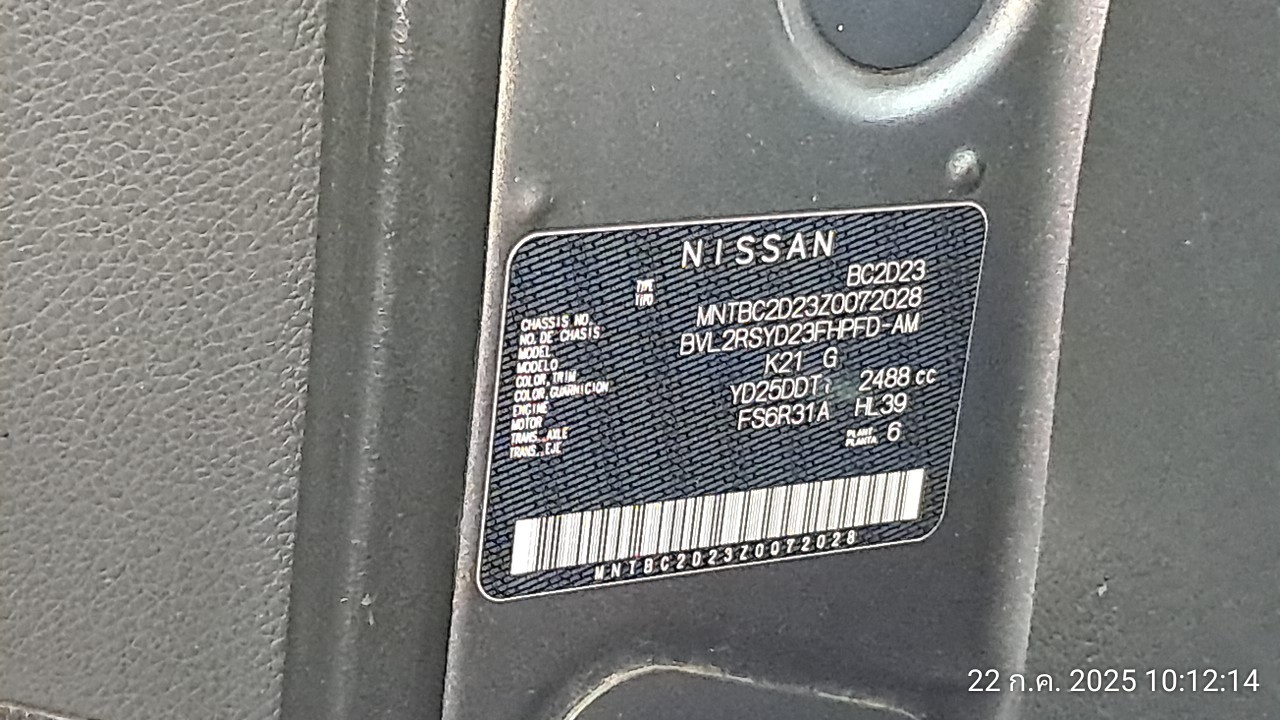 NISSAN
TYPE
TIPO
BC2D23
CHASSIS NO.
NO. DE CHASIS
MNTBC2D23Z0072028
MODEL
MODELO
BVL2RSYD23FHPFD-AM
COLOR, TRIM
COLOR, GUARNICION
K21 G
ENGINE
MOTOR
YD25DDTi 2488 cc
TRANS., AXLE
TRANS., EJE
FS6R31A HL39
PLANT
PLANTA
6
MNTBC2D23Z0072028
22 ก.ค. 2025 10:12:14